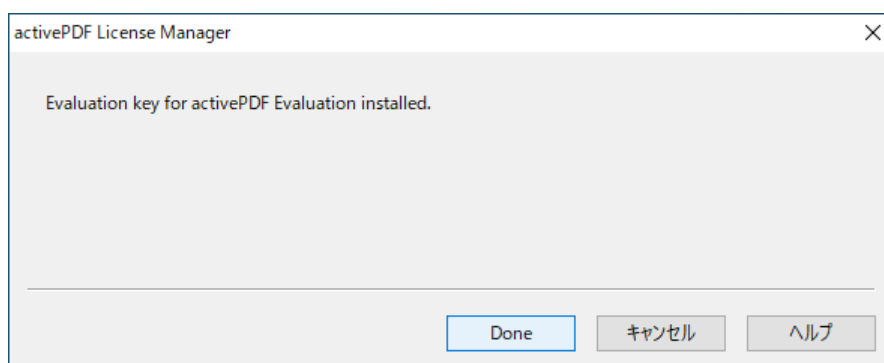 activePDF License Manager
Evaluation key for activePDF Evaluation installed.
Done
キャンセル
ヘルプ